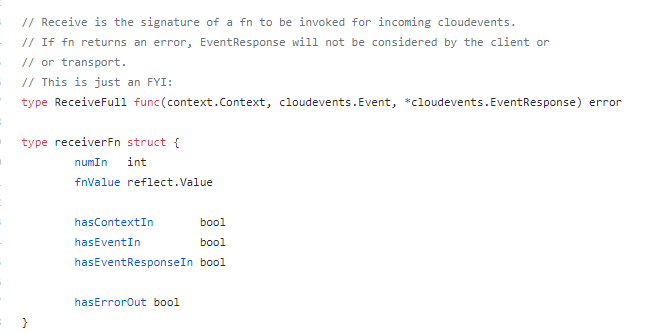 // Receive is the signature of a fn to be invoked for incoming cloudevents.
// If fn returns an error, EventResponse will not be considered by the client or
// or transport.
// This is just an FYI:
type ReceiveFull func(context.Context, cloudevents.Event, *cloudevents.EventResponse) error
type receiverFn struct {
numIn int
fnValue reflect.Value
hasContextIn bool
hasEventIn bool
hasEventResponseIn bool
hasErrorOut bool
}